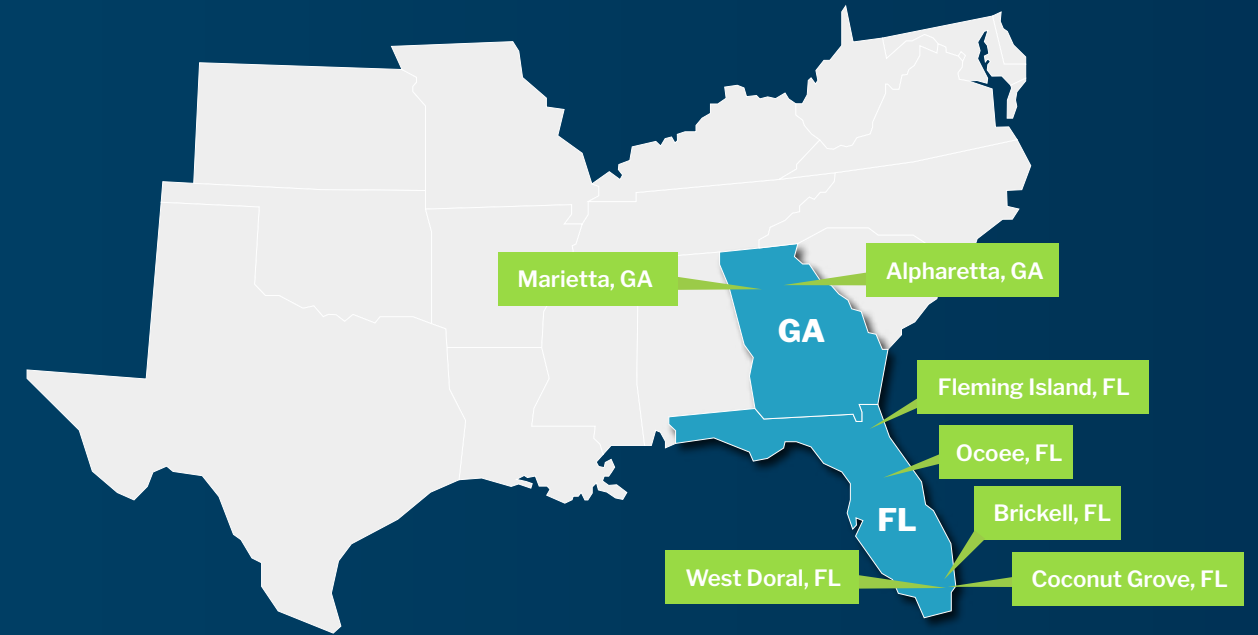 Marietta, GA
Alpharetta, GA
GA
Fleming Island, FL
Ocoee, FL
Brickell, FL
FL
West Doral, FL
Coconut Grove, FL